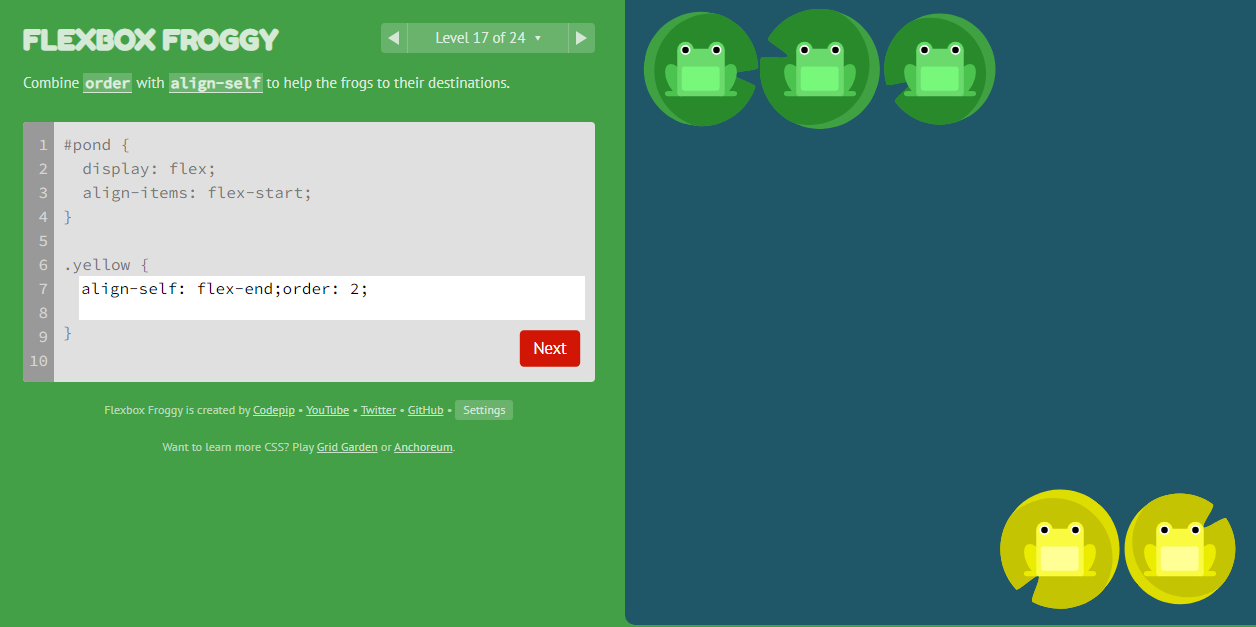 FLEXBOX FROGGY
Level 17 of 24 ▾
Combine order with align-self to help the frogs to their destinations.
1 #pond {
2 display: flex;
3 align-items: flex-start;
4 }
5
6 .yellow {
7 align-self: flex-end;order: 2;
8
9 }
10
Next
Flexbox Froggy is created by Codepip • YouTube • Twitter • GitHub • Settings
Want to learn more CSS? Play Grid Garden or Anchoreum.